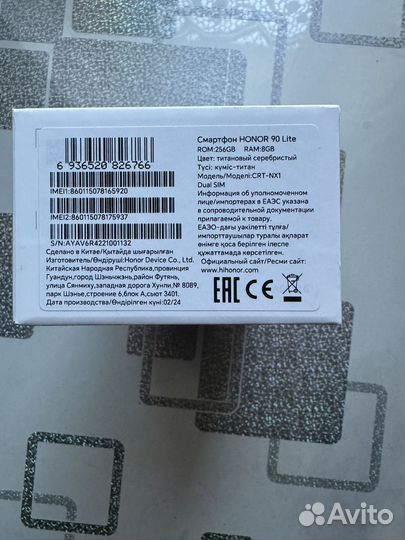 6 936520 826766
IMEI1:860115078165920
IMEI2:860115078175937
S/N:AYAV6R4221001132
Сделано в Китае/Қытайда шығарылған
Изготовитель/Өндіруші:Honor Device Co., Ltd.
Китайская Народная Республика,провинция
Гуандун,город Шэньчжэнь,район Футянь,
улица Сянмиху,западная дорога Хунли,№ 8089,
парк Шэнье,строение 6,блок A,сьют 3401.
Дата производства/Өндірілген күні:02/24
Смартфон HONOR 90 Lite
ROM:256GB RAM:8GB
Цвет: титановый серебристый
Түсі: күміс-титан
Модель/Моделі:CRT-NX1
Dual SIM
Информация об уполномоченном
лице/импортерах в ЕАЭС указана
в сопроводительной документации
прилагаемой к товару.
ЕАЭО-дағы уәкілетті тұлға/
импорттаушылар туралы ақпарат
өнімге қоса берілген ілеспе
құжаттамада көрсетілген.
Официальный сайт/Ресми сайт:
www.hihonor.com
EAC CE
Avito